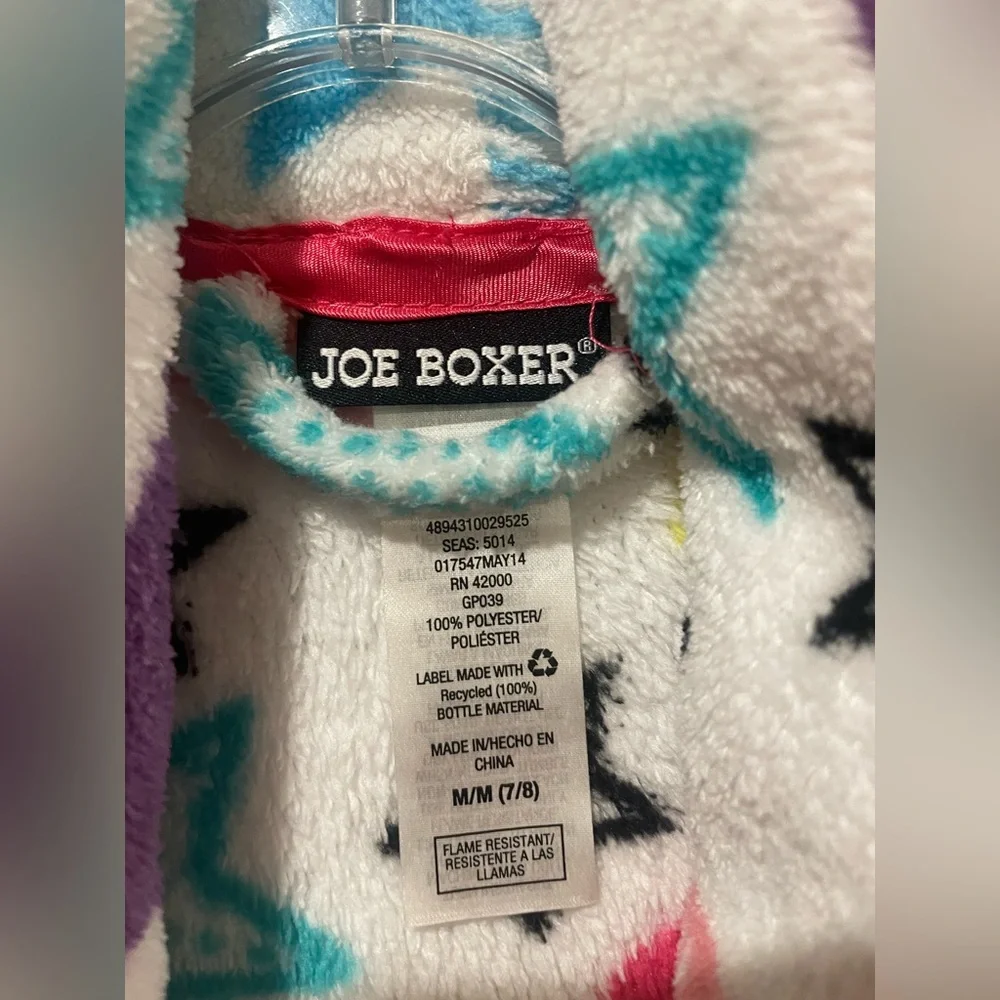 JOE BOXER®
4894310029525
SEAS: 5014
017547MAY14
RN 42000
GP039
100% POLYESTER/
POLIÉSTER
LABEL MADE WITH
Recycled (100%)
BOTTLE MATERIAL
MADE IN/HECHO EN
CHINA
M/M (7/8)
FLAME RESISTANT/
RESISTENTE A LAS
LLAMAS